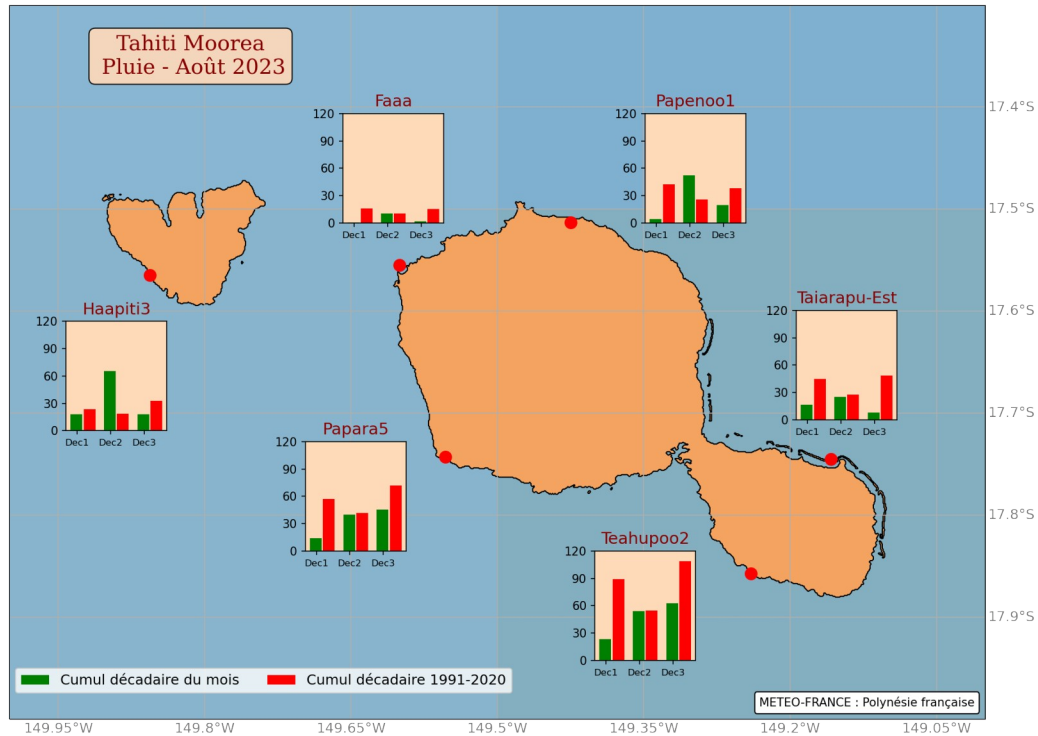 Tahiti Moorea
Pluie - Août 2023
Faaa
120
90
60
30
0
Dec1 Dec2 Dec3
Papenoo1
120
90
60
30
0
Dec1 Dec2 Dec3
17.4°S
17.5°S
Haapiti3
120
90
60
30
0
Dec1 Dec2 Dec3
Taiarapu-Est
120
90
60
30
0
Dec1 Dec2 Dec3
17.6°S
17.7°S
Papara5
120
90
60
30
0
Dec1 Dec2 Dec3
17.8°S
Teahupoo2
120
90
60
30
0
Dec1 Dec2 Dec3
17.9°S
Cumul décadaire du mois Cumul décadaire 1991-2020
METEO-FRANCE : Polynésie française
149.95°W 149.8°W 149.65°W 149.5°W 149.35°W 149.2°W 149.05°W